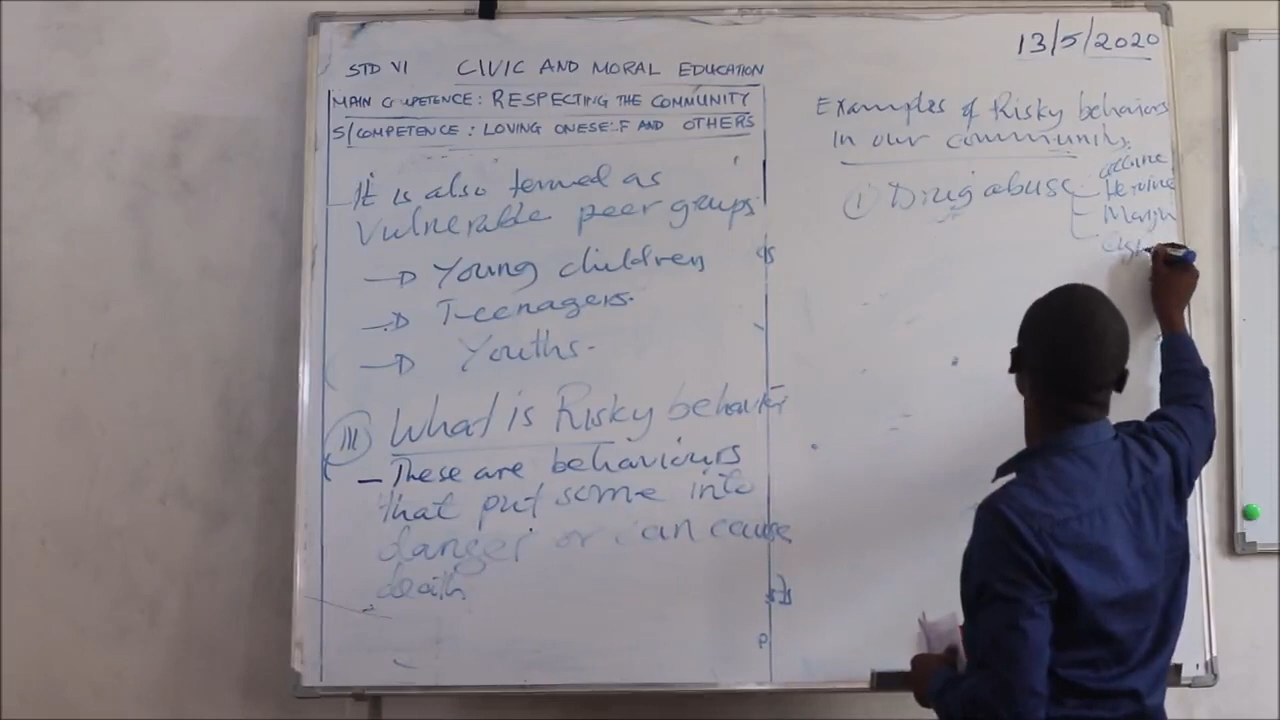 13/5/2020
STD VI CIVIC AND MORAL EDUCATION
MAIN COMPETENCE: RESPECTING THE COMMUNITY
S/COMPETENCE: LOVING ONESELF AND OTHERS
It is also termed as
Vulnerable peer groups
Young children
Teenagers.
Youths.
III What is Risky behavior
- These are behaviours
that put some into
danger or can cause
death
Examples of Risky behaviors
In our community.
(i) Drug abuse
- Heroine
- Mariju